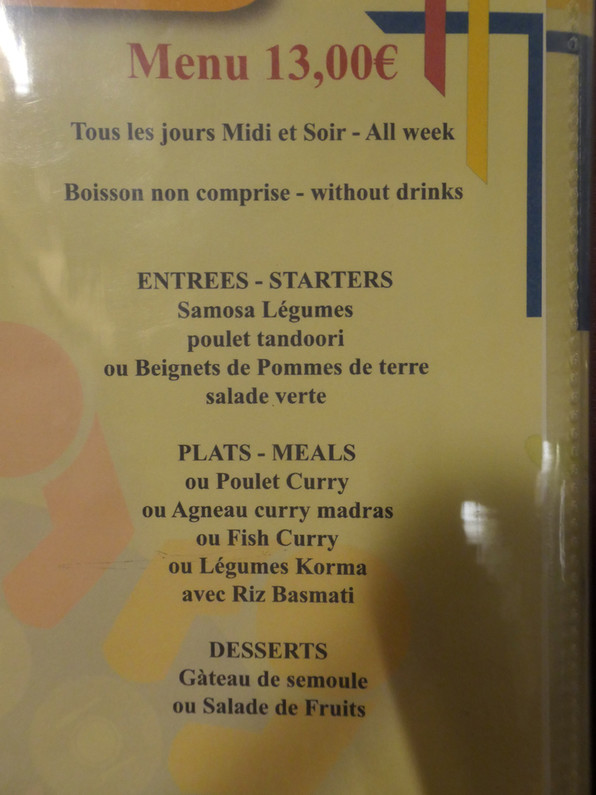 Menu 13,00€
Tous les jours Midi et Soir - All week
Boisson non comprise - without drinks
ENTREES - STARTERS
Samosa Légumes
poulet tandoori
ou Beignets de Pommes de terre
salade verte
PLATS - MEALS
ou Poulet Curry
ou Agneau curry madras
ou Fish Curry
ou Légumes Korma
avec Riz Basmati
DESSERTS
Gàteau de semoule
ou Salade de Fruits